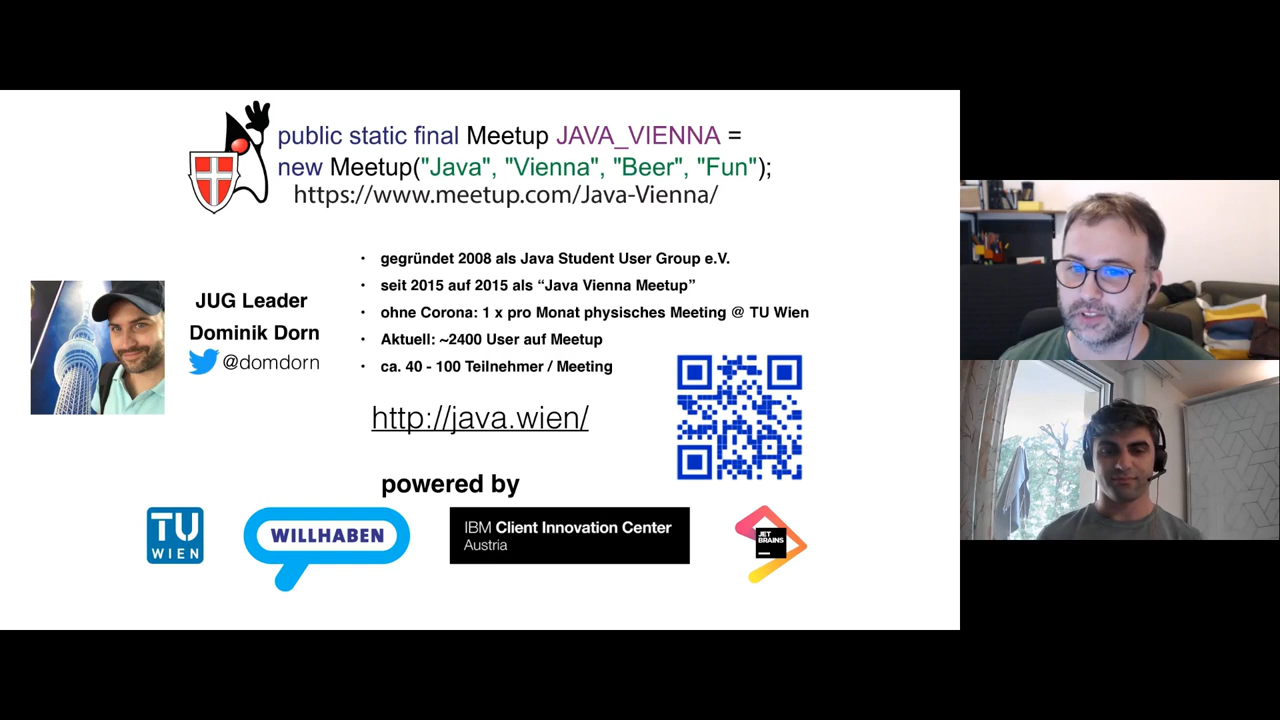 public static final Meetup JAVA_VIENNA =
new Meetup("Java", "Vienna", "Beer", "Fun");
https://www.meetup.com/Java-Vienna/
JUG Leader
Dominik Dorn
@domdorn
• gegründet 2008 als Java Student User Group e.V.
• seit 2015 auf 2015 als “Java Vienna Meetup”
• ohne Corona: 1 x pro Monat physisches Meeting @ TU Wien
• Aktuell: ~2400 User auf Meetup
• ca. 40 - 100 Teilnehmer / Meeting
http://java.wien/
powered by
TU
WIEN
WILLHABEN
IBM Client Innovation Center
Austria
JET
BRAINS